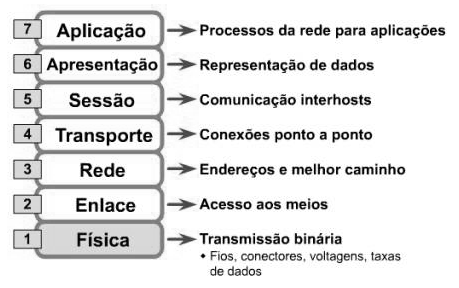 7 Aplicação Processos da rede para aplicações
6 Apresentação Representação de dados
5 Sessão Comunicação interhosts
4 Transporte Conexões ponto a ponto
3 Rede Endereços e melhor caminho
2 Enlace Acesso aos meios
1 Física Transmissão binária
• Fios, conectores, voltagens, taxas
de dados